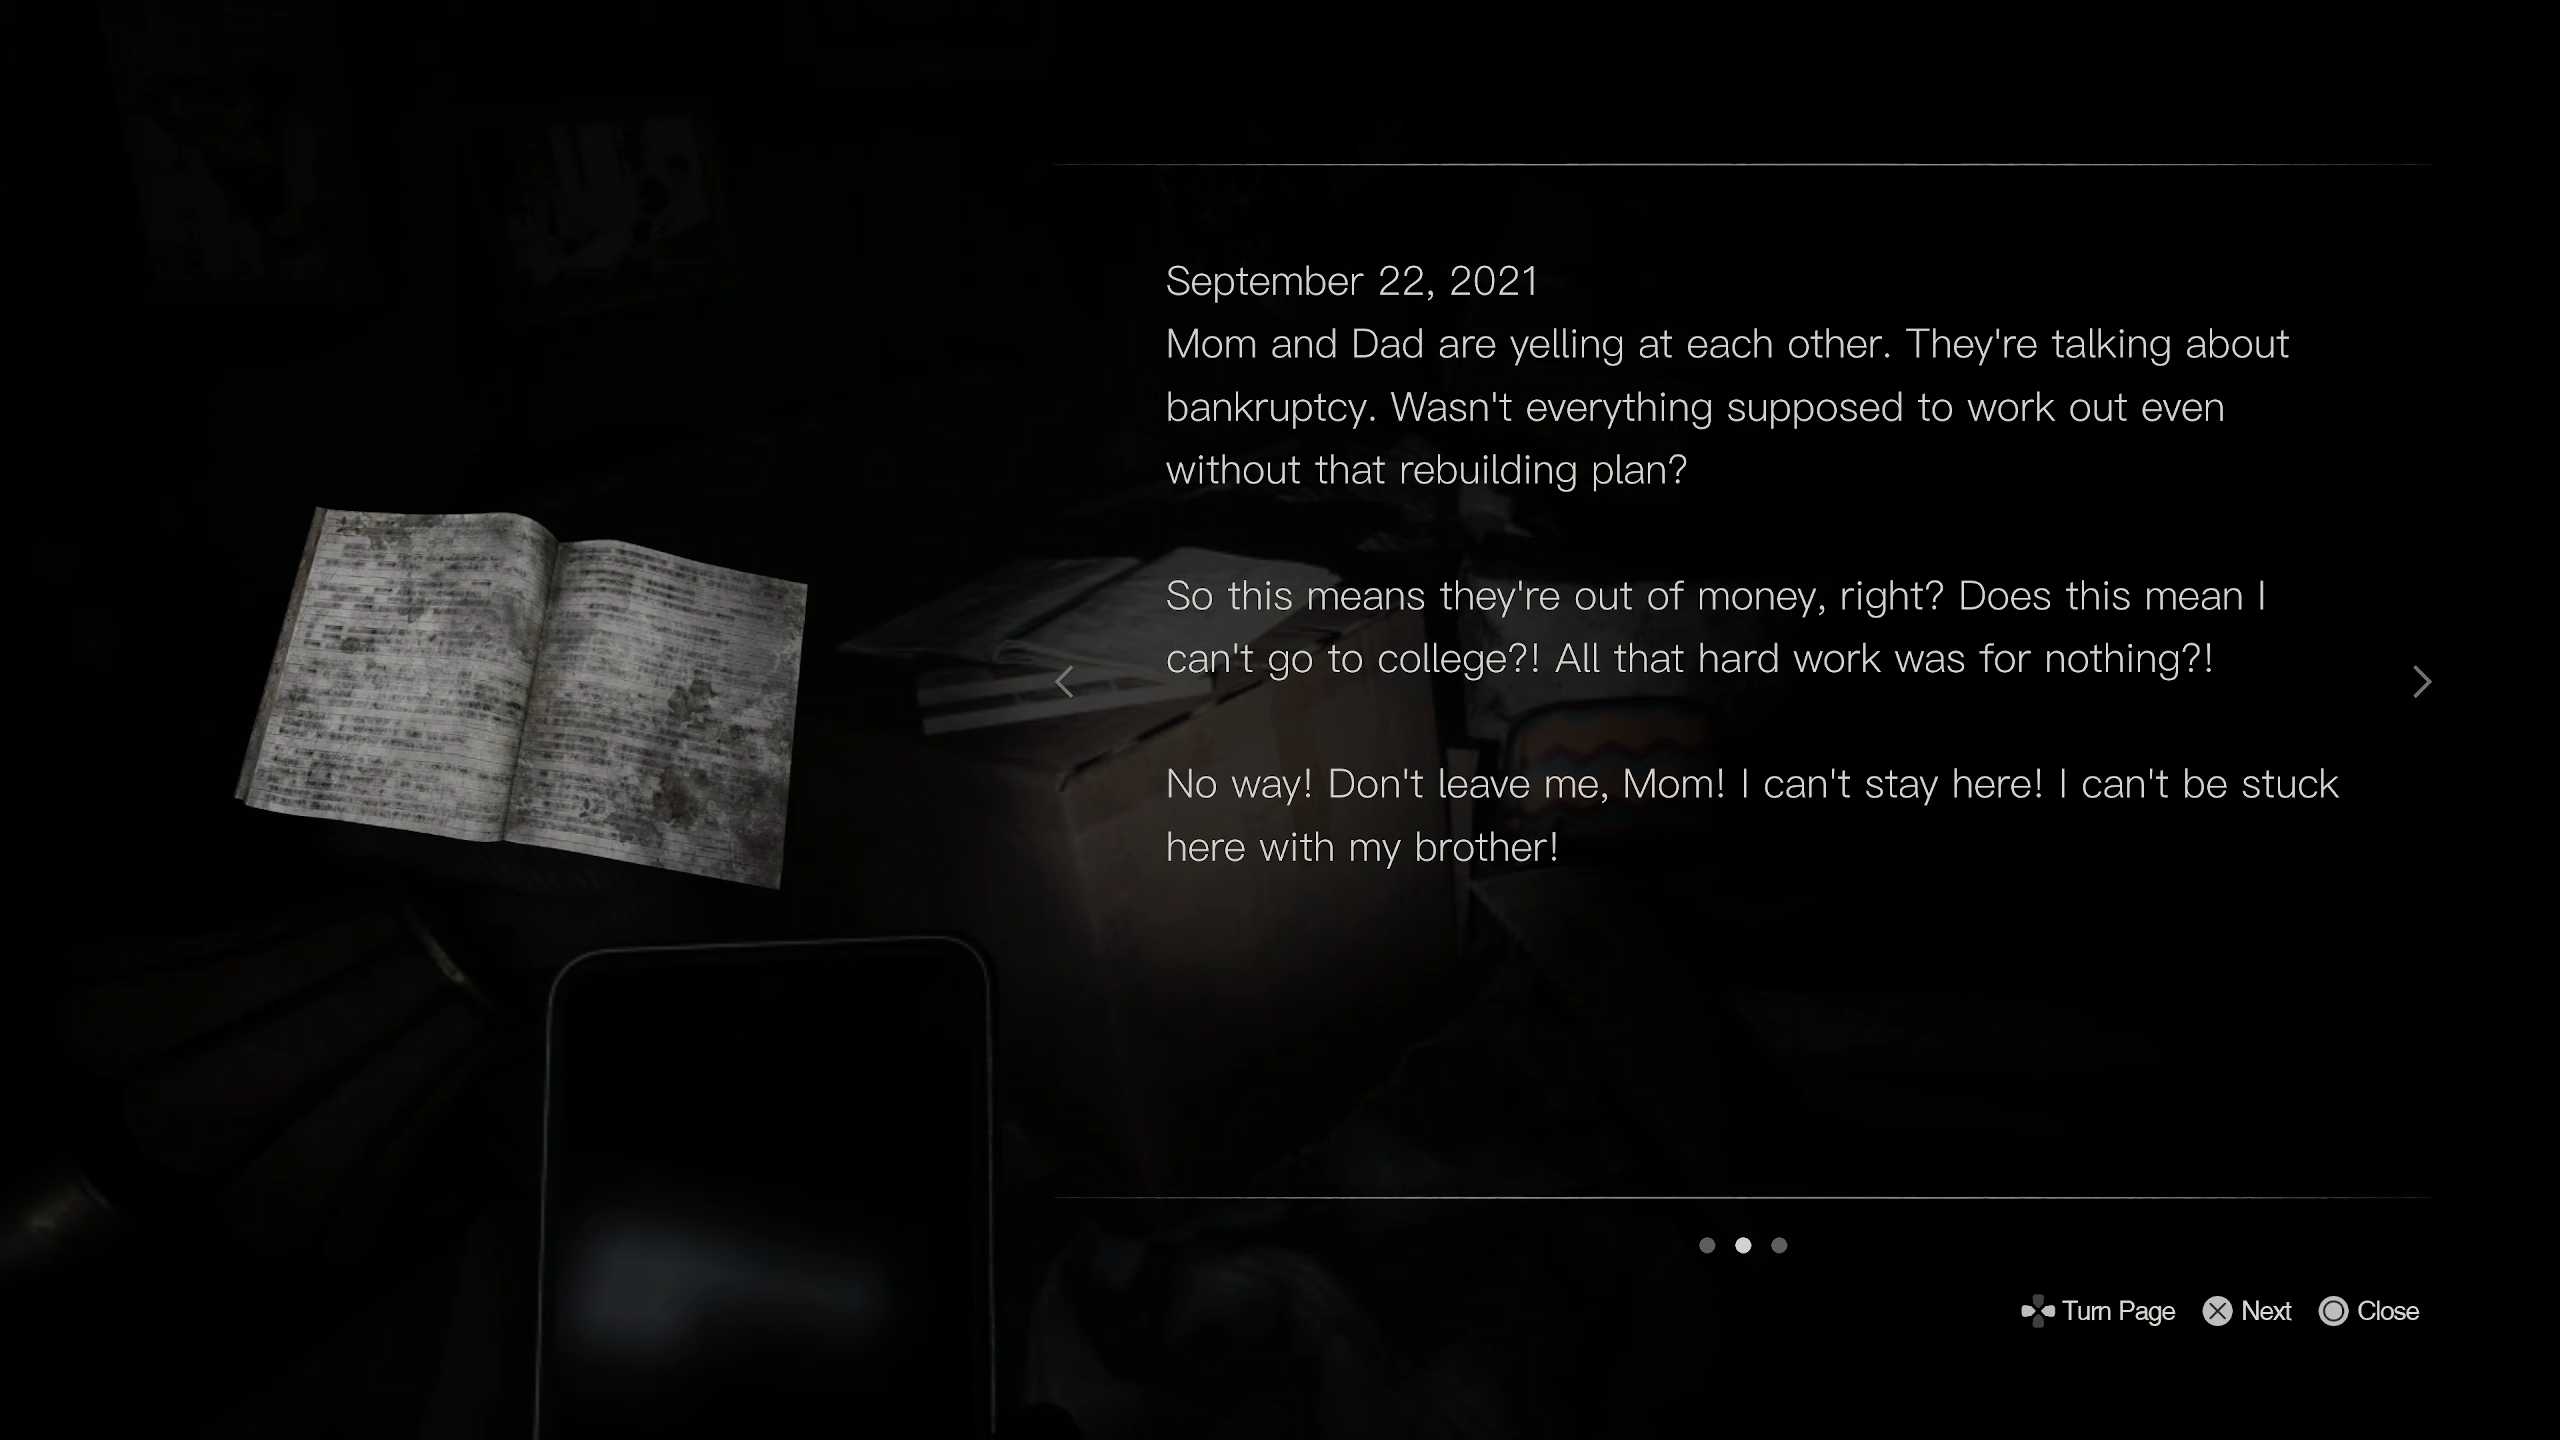 September 22, 2021
Mom and Dad are yelling at each other. They're talking about
bankruptcy. Wasn't everything supposed to work out even
without that rebuilding plan?
So this means they're out of money, right? Does this mean I
can't go to college?! All that hard work was for nothing?!
No way! Don't leave me, Mom! I can't stay here! I can't be stuck
here with my brother!
Turn Page Next Close